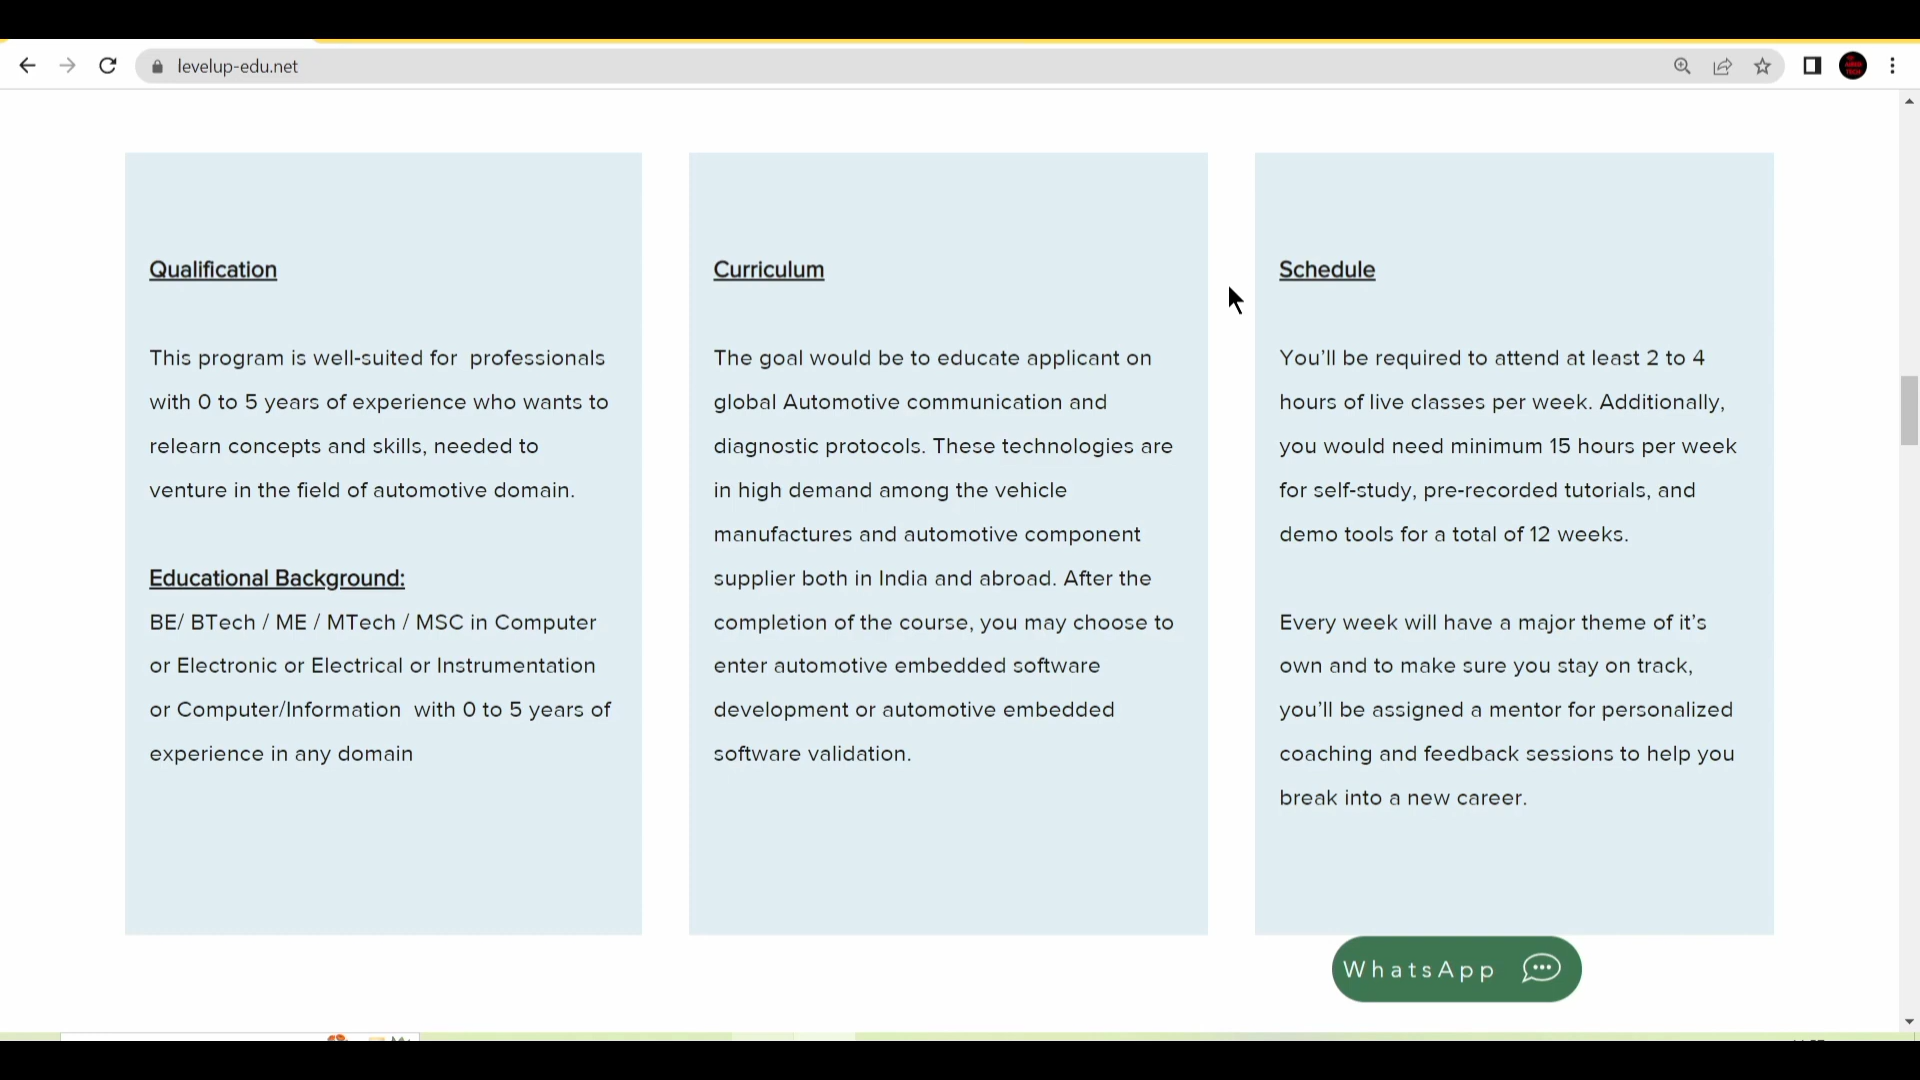 levelup-edu.net
Qualification
This program is well-suited for professionals
with 0 to 5 years of experience who wants to
relearn concepts and skills, needed to
venture in the field of automotive domain.
Educational Background:
BE/ BTech / ME / MTech / MSC in Computer
or Electronic or Electrical or Instrumentation
or Computer/Information with 0 to 5 years of
experience in any domain
Curriculum
The goal would be to educate applicant on
global Automotive communication and
diagnostic protocols. These technologies are
in high demand among the vehicle
manufactures and automotive component
supplier both in India and abroad. After the
completion of the course, you may choose to
enter automotive embedded software
development or automotive embedded
software validation.
Schedule
You'll be required to attend at least 2 to 4
hours of live classes per week. Additionally,
you would need minimum 15 hours per week
for self-study, pre-recorded tutorials, and
demo tools for a total of 12 weeks.
Every week will have a major theme of it's
own and to make sure you stay on track,
you'll be assigned a mentor for personalized
coaching and feedback sessions to help you
break into a new career.
WhatsApp